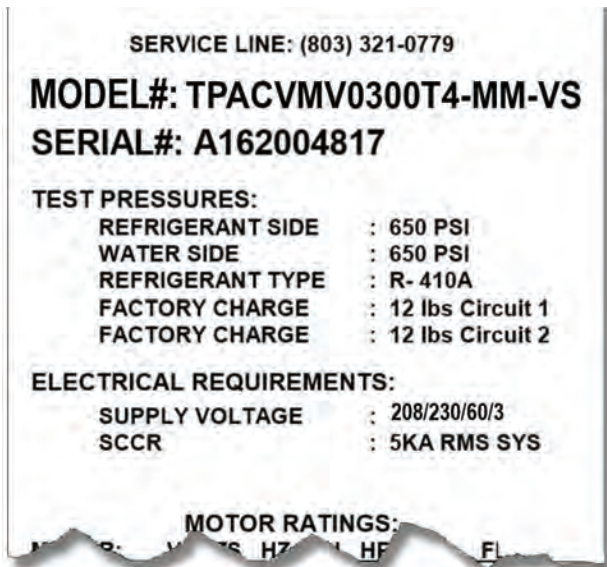 SERVICE LINE: (803) 321-0779
MODEL#: TPACVMV0300T4-MM-VS
SERIAL#: A162004817
TEST PRESSURES:
REFRIGERANT SIDE : 650 PSI
WATER SIDE : 650 PSI
REFRIGERANT TYPE : R- 410A
FACTORY CHARGE : 12 lbs Circuit 1
FACTORY CHARGE : 12 lbs Circuit 2
ELECTRICAL REQUIREMENTS:
SUPPLY VOLTAGE : 208/230/60/3
SCCR : 5KA RMS SYS
MOTOR RATINGS:
HZ